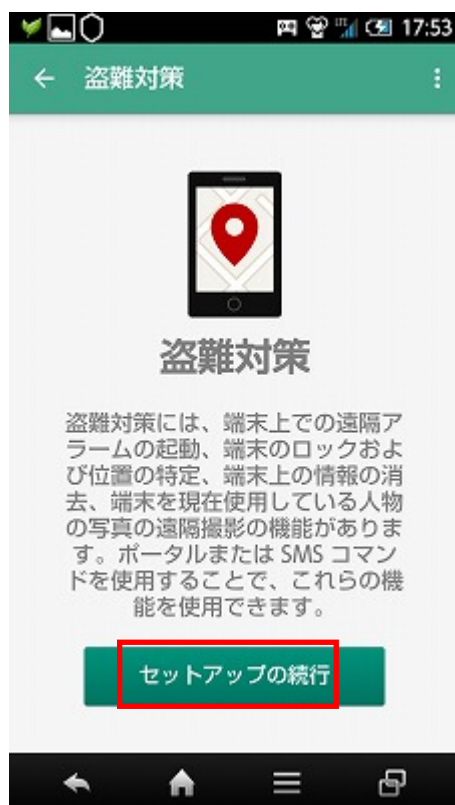 17:53
盗難対策
盗難対策
盗難対策には、端末上での遠隔ア
ラームの起動、端末のロックおよ
び位置の特定、端末上の情報の消
去、端末を現在使用している人物
の写真の遠隔撮影の機能がありま
す。ポータルまたは SMS コマン
ドを使用することで、これらの機
能を使用できます。
セットアップの続行